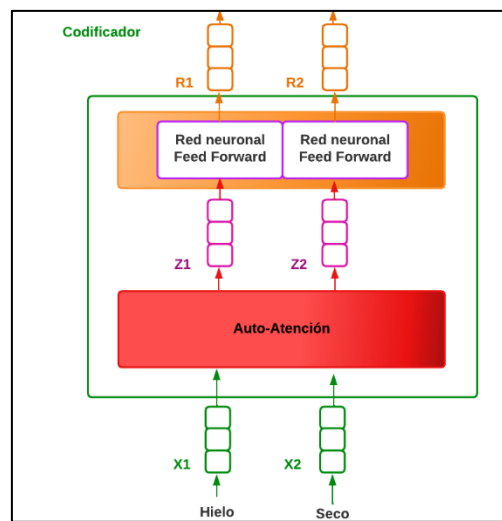 Codificador
R1 R2
Red neuronal Red neuronal
Feed Forward Feed Forward
Z1 Z2
Auto-Atención
X1 X2
Hielo Seco